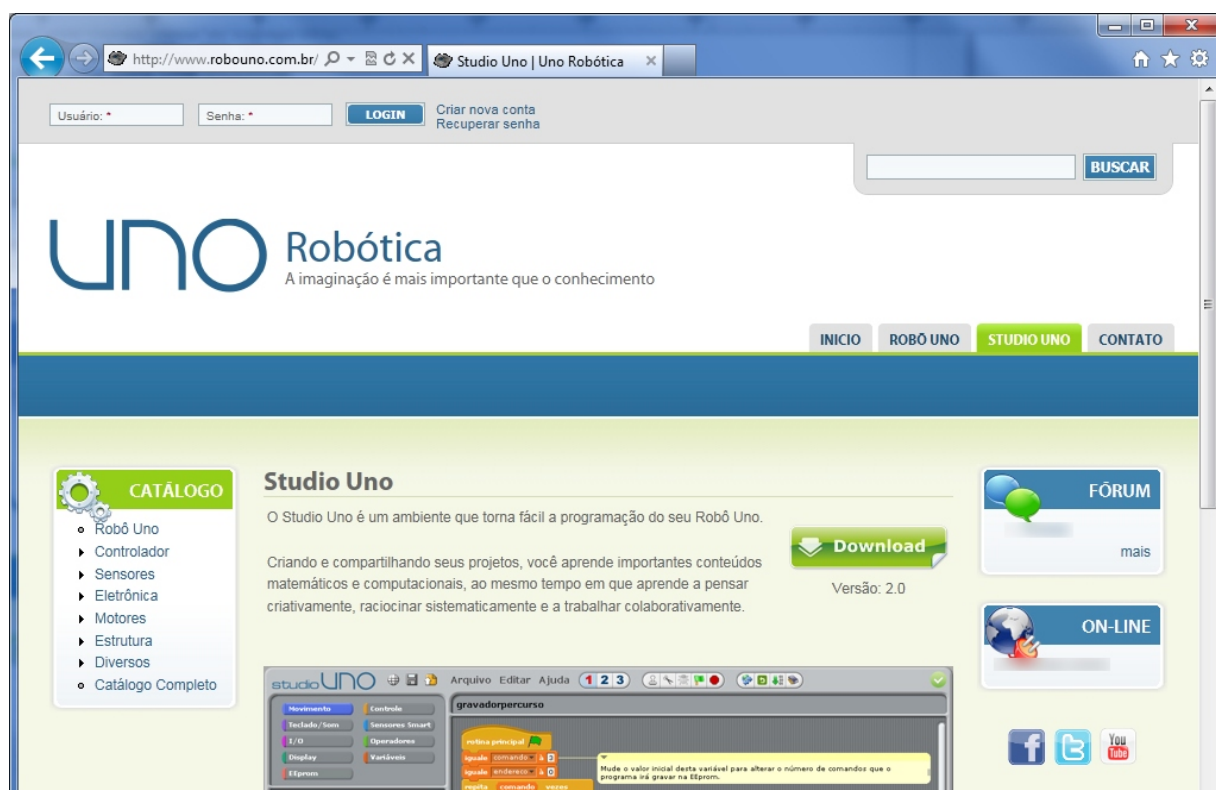 http://www.robouno.com.br/
Studio Uno | Uno Robótica
Usuário: *
Senha: *
LOGIN
Criar nova conta
Recuperar senha
BUSCAR
uno Robótica
A imaginação é mais importante que o conhecimento
INICIO
ROBÔ UNO
STUDIO UNO
CONTATO
CATÁLOGO
Robô Uno
Controlador
Sensores
Eletrônica
Motores
Estrutura
Diversos
Catálogo Completo
Studio Uno
O Studio Uno é um ambiente que torna fácil a programação do seu Robô Uno.
Criando e compartilhando seus projetos, você aprende importantes conteúdos
matemáticos e computacionais, ao mesmo tempo em que aprende a pensar
criativamente, raciocinar sistematicamente e a trabalhar colaborativamente.
Download
Versão: 2.0
FÓRUM
mais
ON-LINE
You
Tube
studio UNO
Arquivo Editar Ajuda 1 2 3
Movimento
Controle
Teclado/Som
Sensores Smart
I/O
Operadores
Display
Variáveis
EEprom
gravadorpercurso
rotina principal
iguale comando à 3
iguale endereco à 0
repita comando vezes
Mude o valor inicial desta variável para alterar o número de comandos que o
programa irá gravar na EEprom.